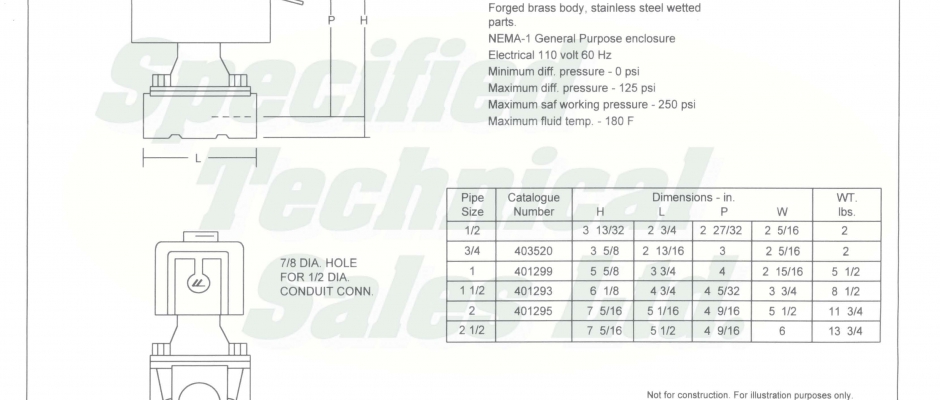 Forged brass body, stainless steel wetted
parts.
NEMA-1 General Purpose enclosure
Electrical 110 volt 60 Hz
Minimum diff. pressure - 0 psi
Maximum diff. pressure - 125 psi
Maximum saf working pressure - 250 psi
Maximum fluid temp. - 180 F
P H
L
Specified
Technical
Sales Ltd.
7/8 DIA. HOLE
FOR 1/2 DIA.
CONDUIT CONN.
Pipe Size Catalogue Number Dimensions - in. WT. lbs.
H L P W
1/2 3 13/32 2 3/4 2 27/32 2 5/16 2
3/4 403520 3 5/8 2 13/16 3 2 5/16 2
1 401299 5 5/8 3 3/4 4 2 15/16 5 1/2
1 1/2 401293 6 1/8 4 3/4 4 5/32 3 3/4 8 1/2
2 401295 7 5/16 5 1/16 4 9/16 5 1/2 11 3/4
2 1/2 7 5/16 5 1/2 4 9/16 6 13 3/4
Not for construction. For illustration purposes only.